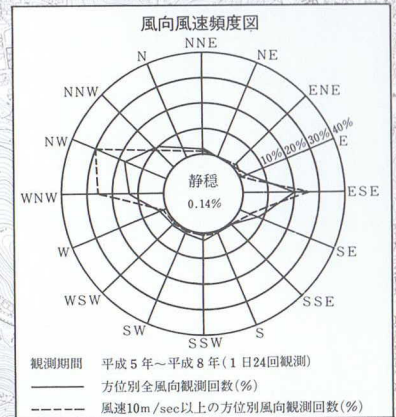 風向風速頻度図
NNE
N
NE
NNW
ENE
NW
10% 20% 30% 40%
E
静穏
0.14%
WNW
ESE
W
SE
WSW
SSE
SW
S
SSW
観測期間 平成5年~平成8年(1日24回観測)
方位別全風向観測回数(%)
風速10m/sec以上の方位別風向観測回数(%)